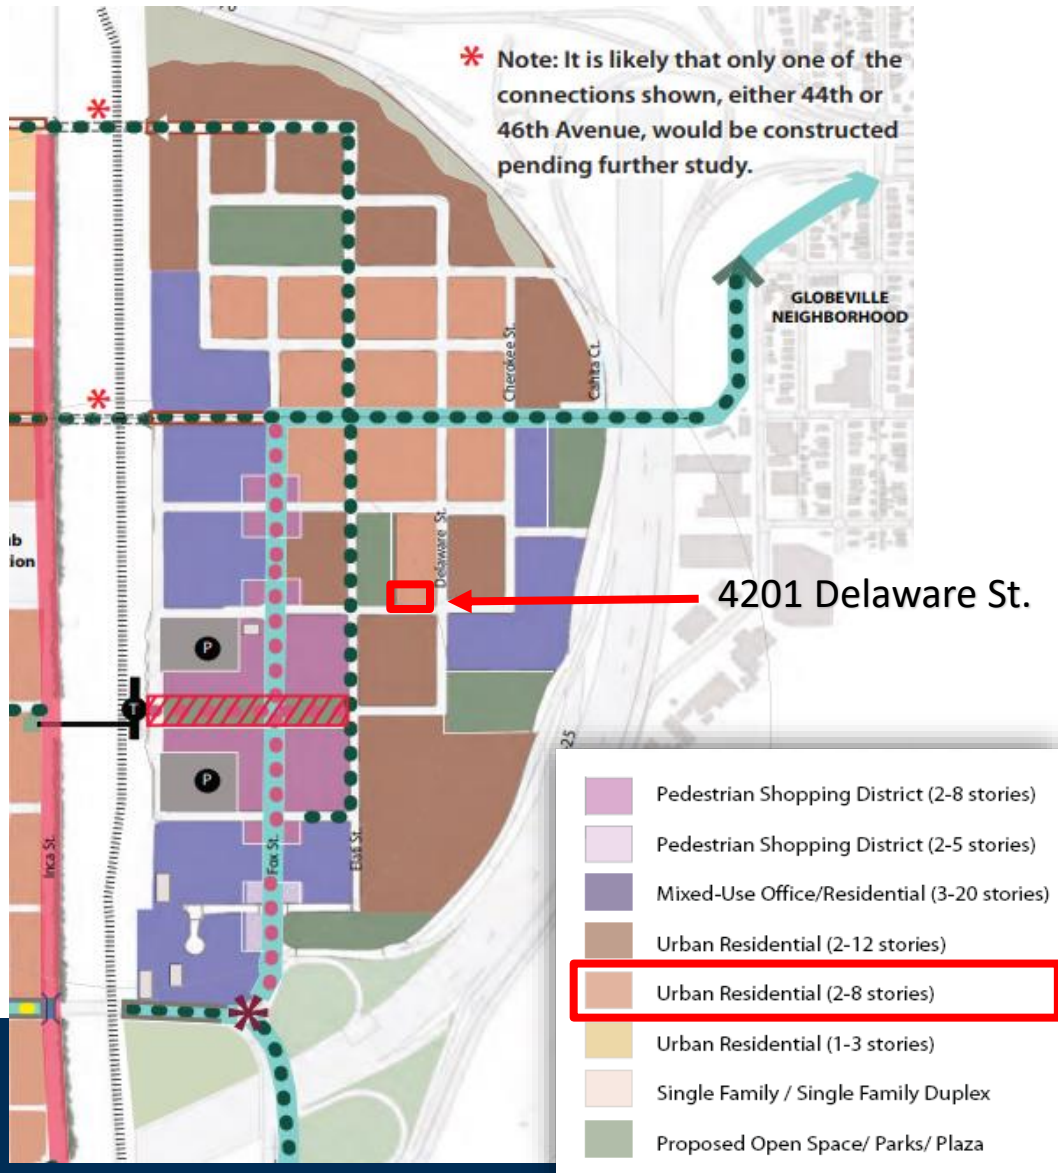 * Note: It is likely that only one of the
connections shown, either 44th or
46th Avenue, would be constructed
pending further study.
*
GLOBEVILLE
NEIGHBORHOOD
Cherokee St.
Cahita Ct.
*
ion
Delaware St.
4201 Delaware St.
P
T
P
-25
Inca St.
Fox St.
Elati St.
Pedestrian Shopping District (2-8 stories)
Pedestrian Shopping District (2-5 stories)
Mixed-Use Office/Residential (3-20 stories)
Urban Residential (2-12 stories)
Urban Residential (2-8 stories)
Urban Residential (1-3 stories)
Single Family / Single Family Duplex
Proposed Open Space/ Parks/ Plaza